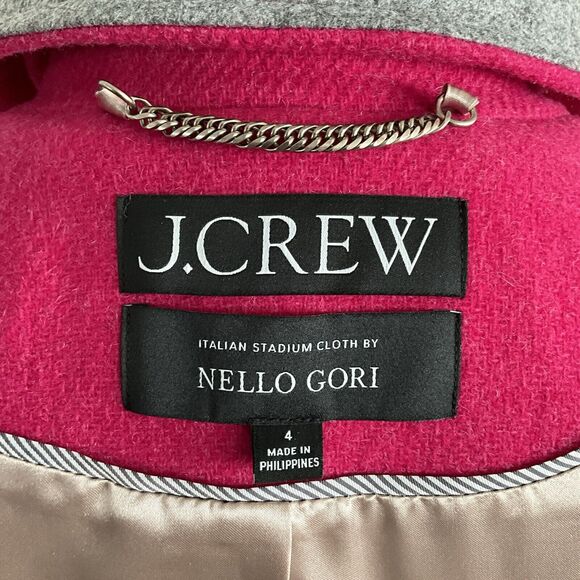 J.CREW
ITALIAN STADIUM CLOTH BY
NELLO GORI
4
MADE IN
PHILIPPINES